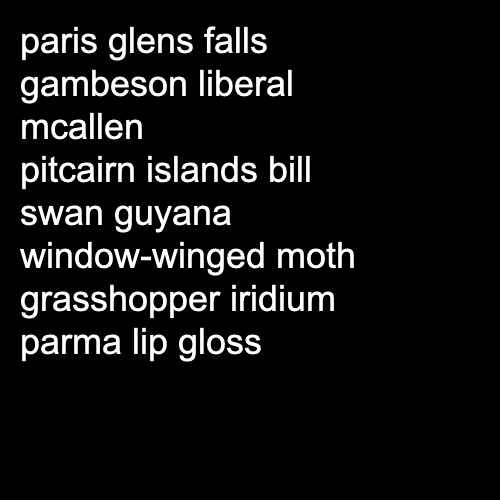 paris glens falls
gambeson liberal
mcallen
pitcairn islands bill
swan guyana
window-winged moth
grasshopper iridium
parma lip gloss